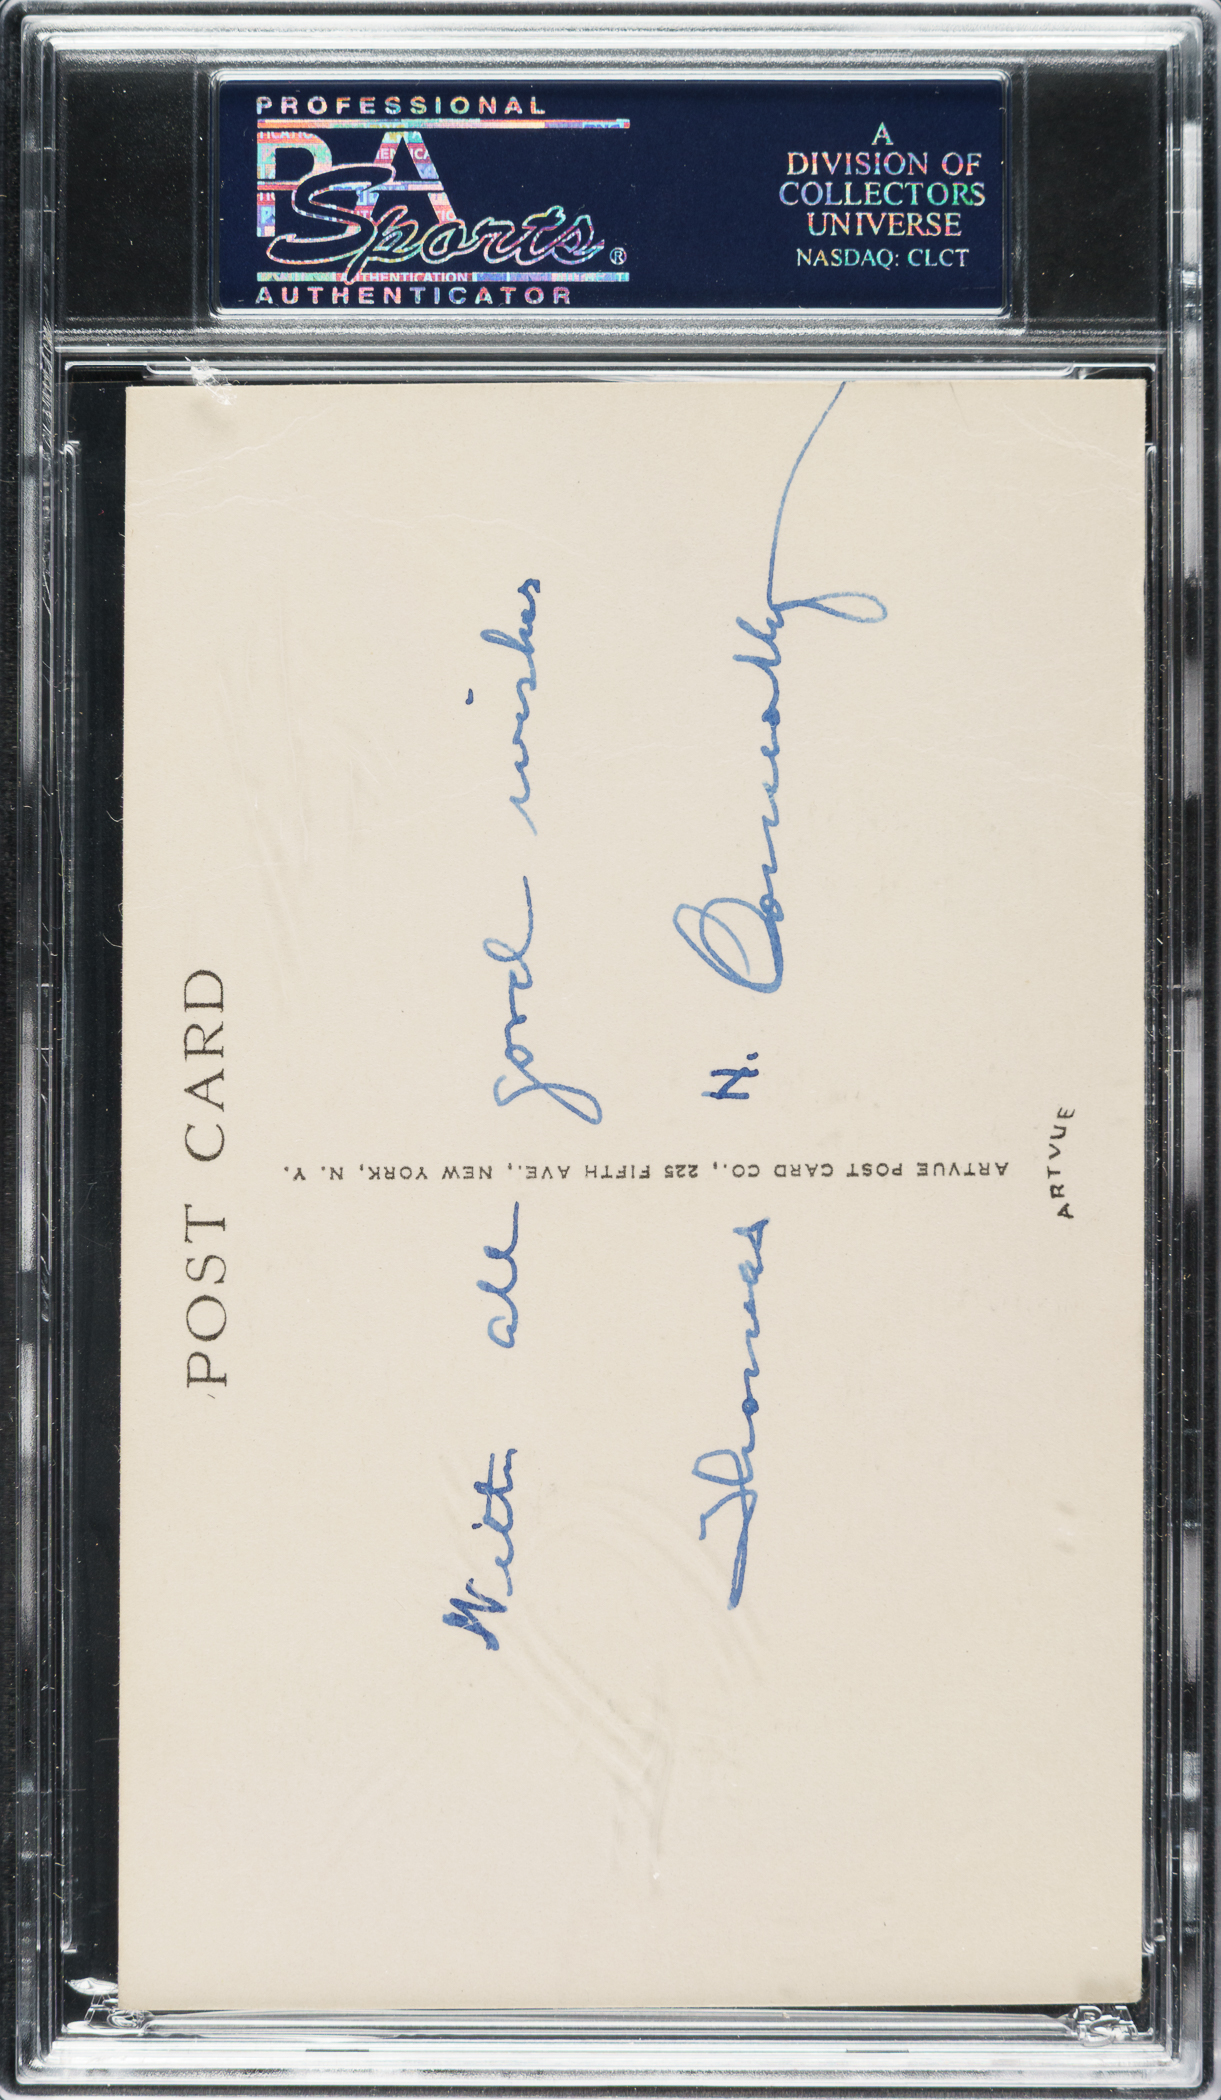 PROFESSIONAL
PSA
Sports®
AUTHENTICATOR
A
DIVISION OF
COLLECTORS
UNIVERSE
NASDAQ: CLCT
POST CARD
ARTVUE POST CARD CO., 225 FIFTH AVE., NEW YORK, N. Y.
With all good wishes
Thomas H. Connolly
ARTVUE